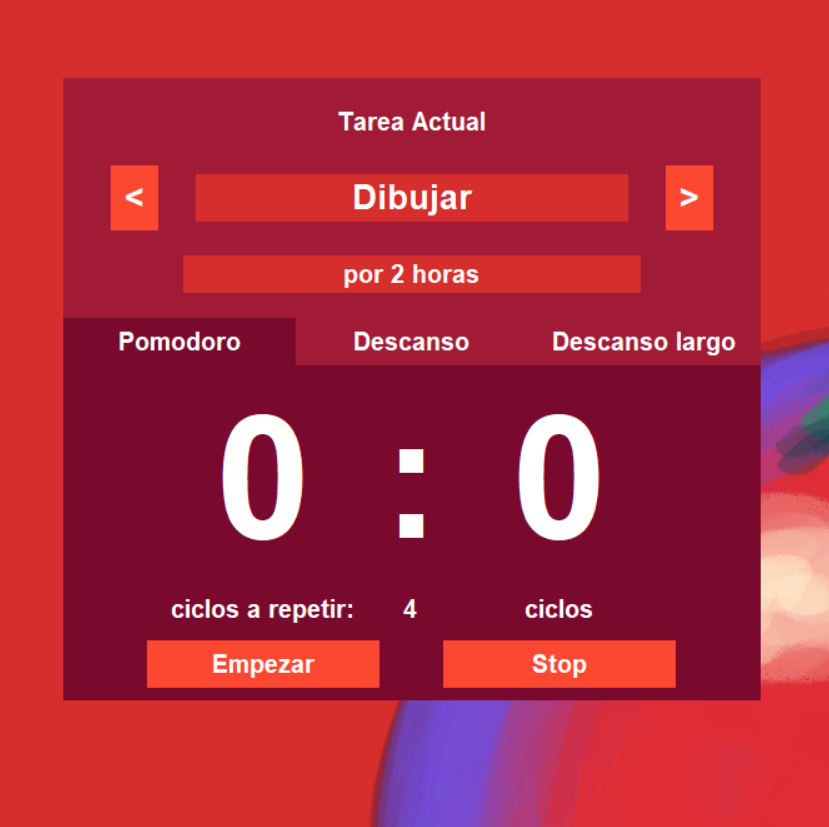 Tarea Actual
< Dibujar >
por 2 horas
Pomodoro Descanso Descanso largo
0 : 0
ciclos a repetir: 4 ciclos
Empezar Stop